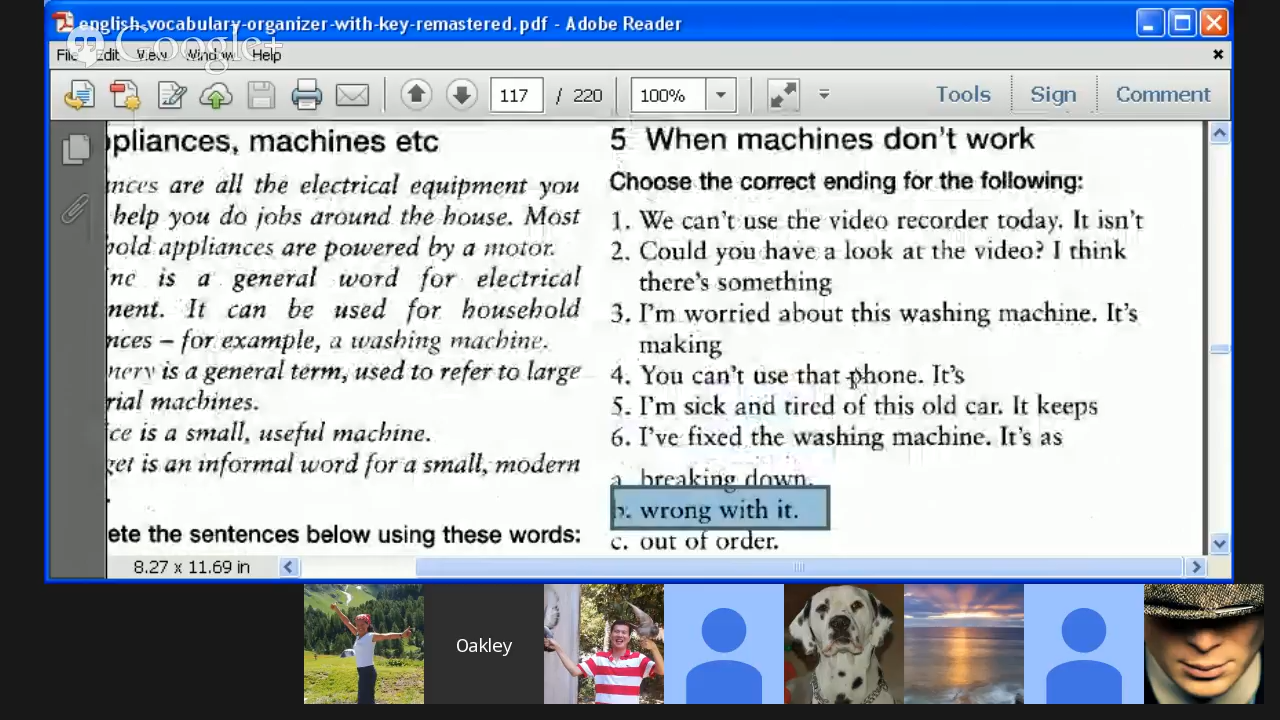 english-vocabulary-organizer-with-key-remastered.pdf - Adobe Reader
Google+
File Edit View Window Help
117 / 220 100% Tools Sign Comment
ppliances, machines etc
nces are all the electrical equipment you
help you do jobs around the house. Most
hold appliances are powered by a motor.
ine is a general word for electrical
ment. It can be used for household
nces – for example, a washing machine.
nery is a general term, used to refer to large
rial machines.
ice is a small, useful machine.
get is an informal word for a small, modern
.
ete the sentences below using these words:
5 When machines don't work
Choose the correct ending for the following:
1. We can't use the video recorder today. It isn't
2. Could you have a look at the video? I think
there's something
3. I'm worried about this washing machine. It's
making
4. You can't use that phone. It's
5. I'm sick and tired of this old car. It keeps
6. I've fixed the washing machine. It's as
a. breaking down.
b. wrong with it.
c. out of order.
8.27 x 11.69 in
Oakley